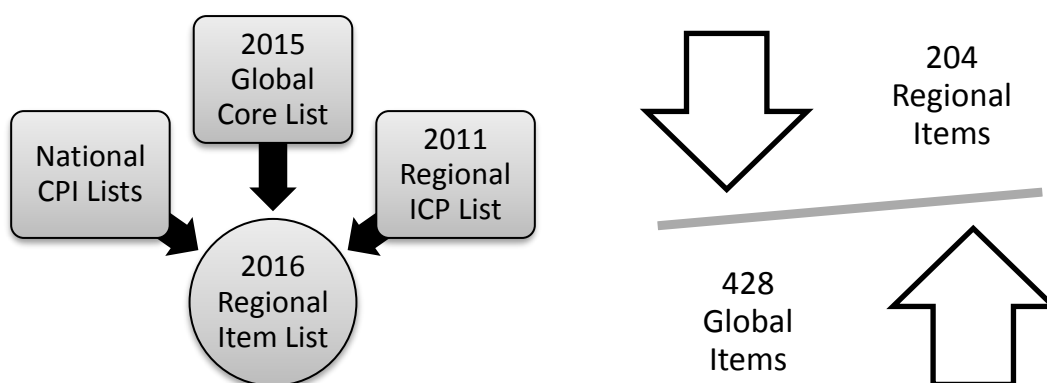 2015
Global
Core List
National
CPI Lists
2011
Regional
ICP List
2016
Regional
Item List
204
Regional
Items
428
Global
Items